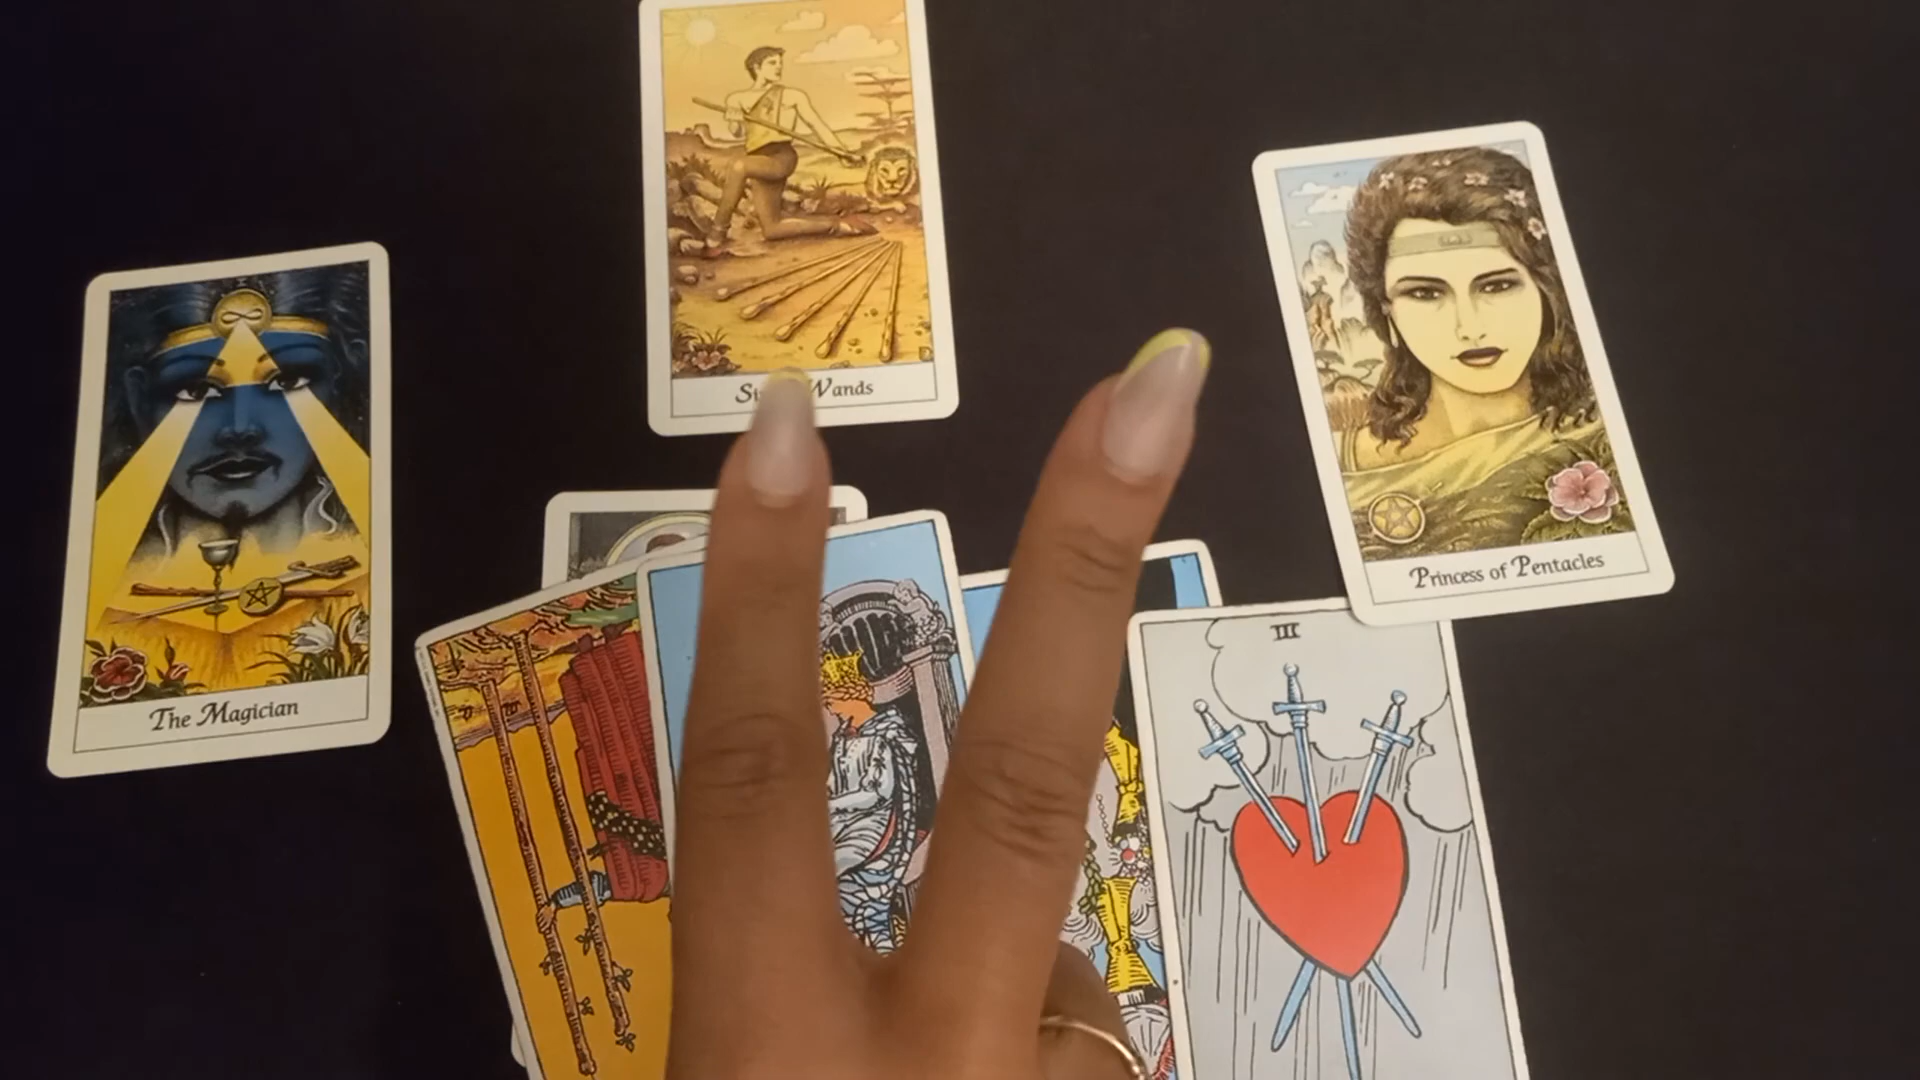 Wands
Princess of Pentacles
The Magician
III